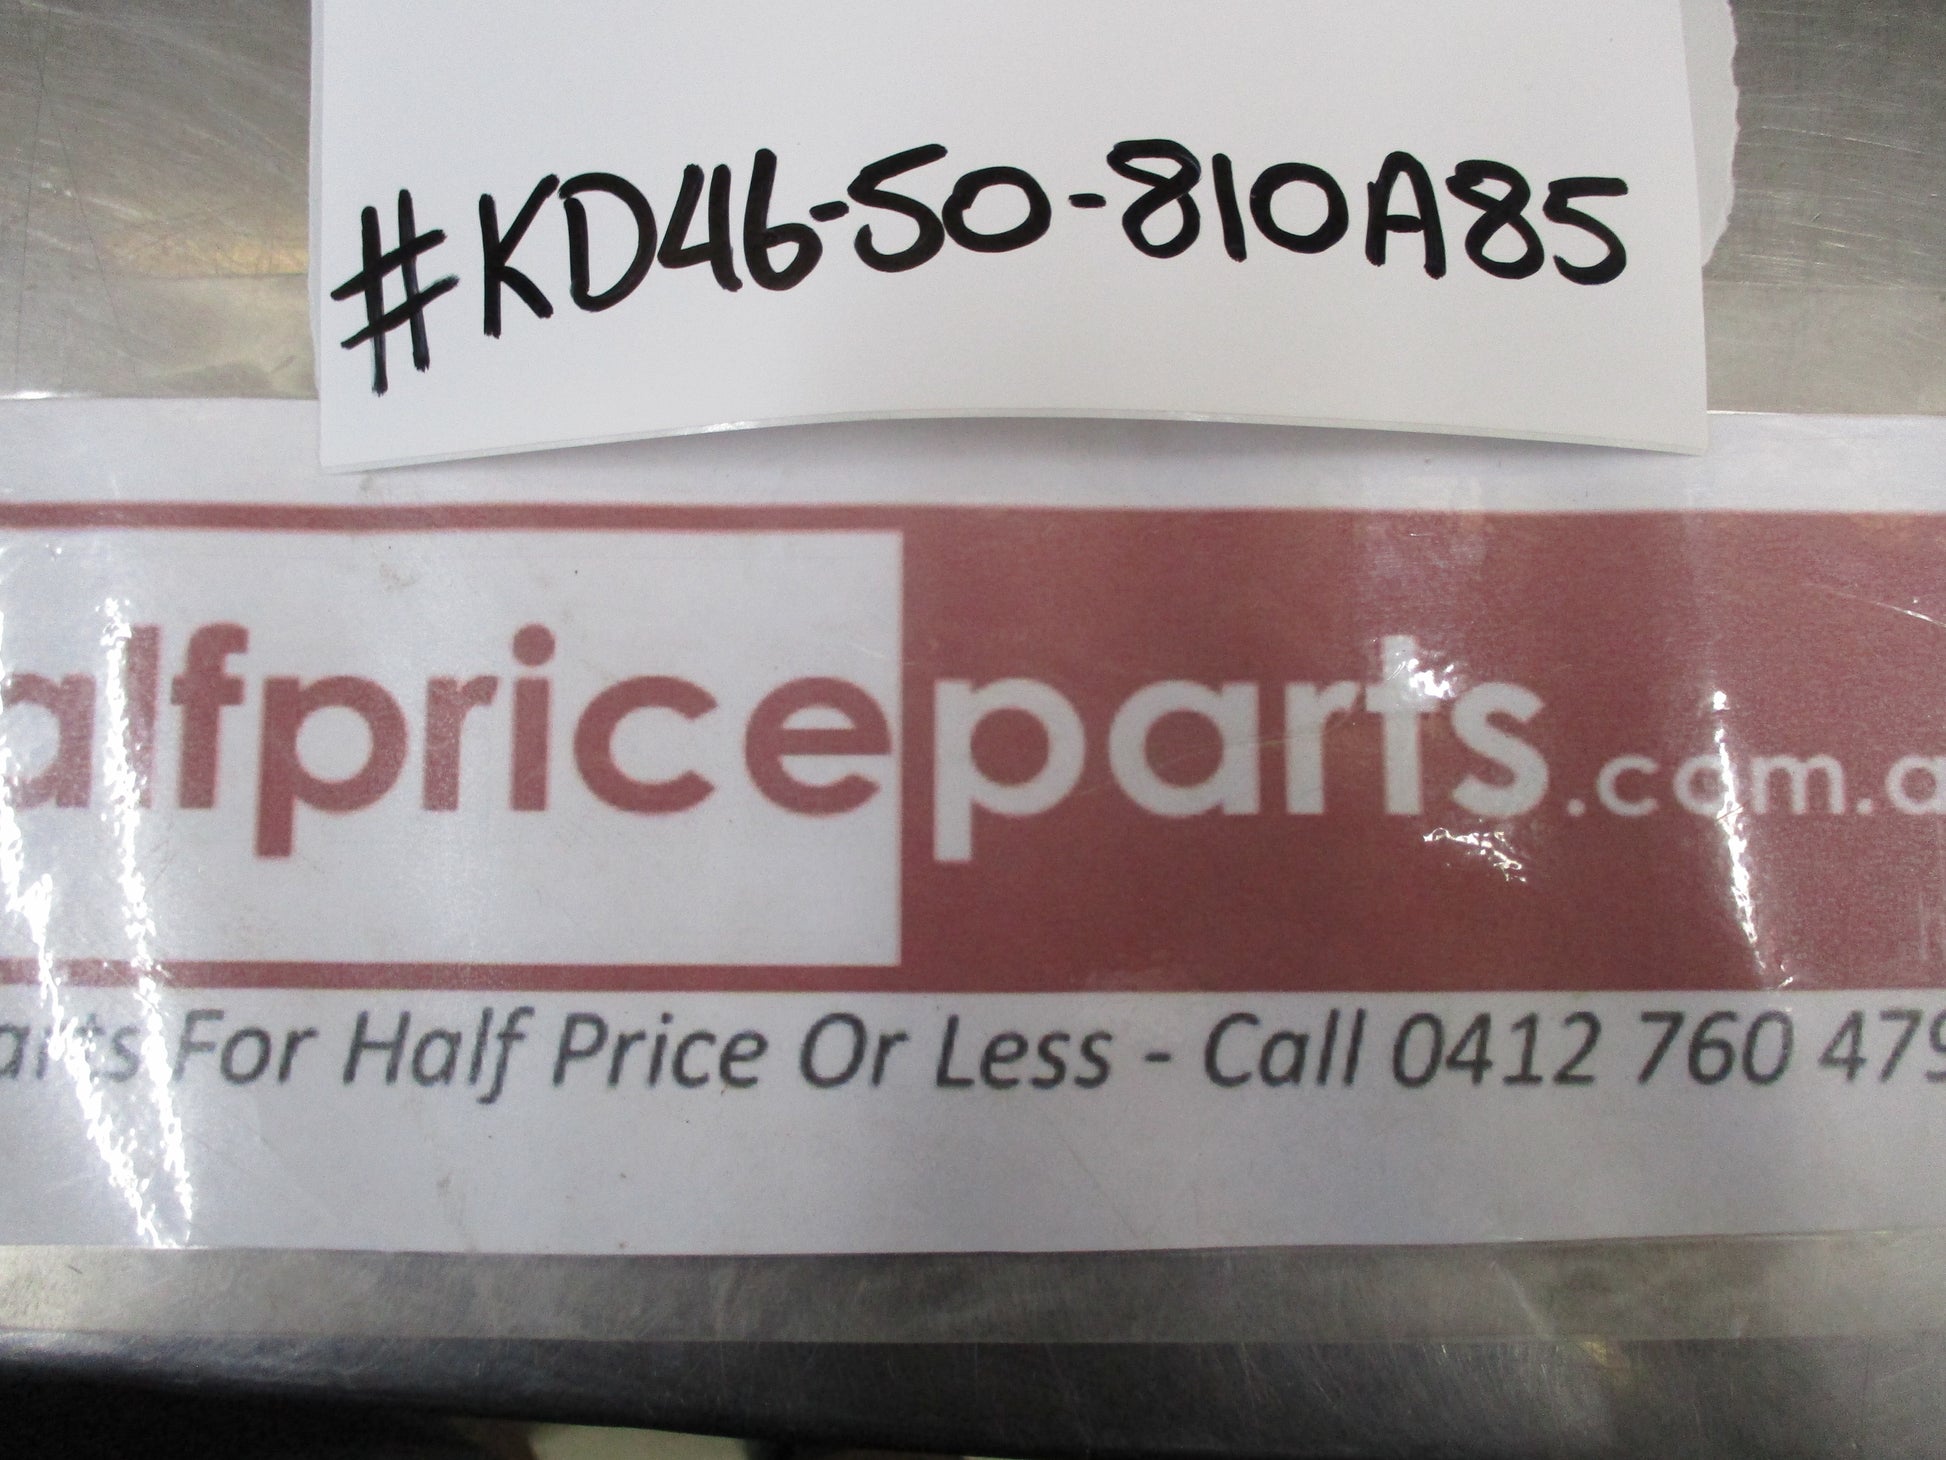 #KD46-50-810A85
alfpriceparts.com.a
arts For Half Price Or Less - Call 0412 760 479